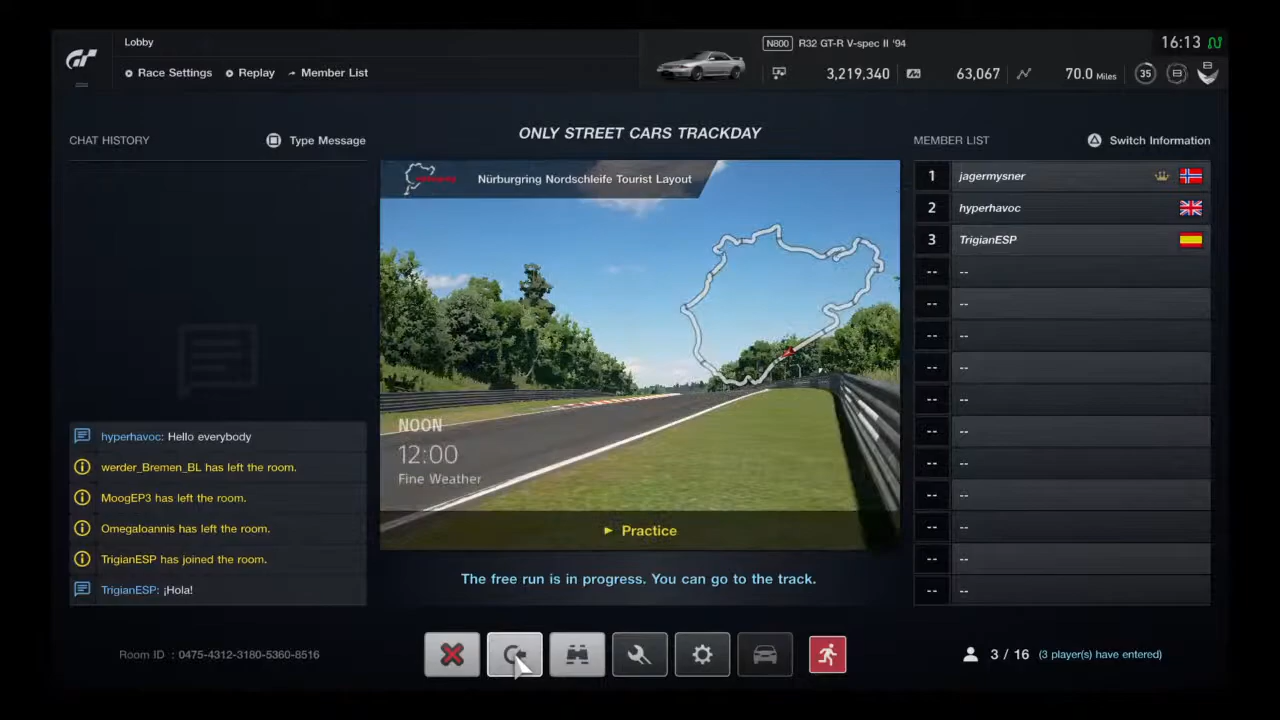 Lobby
Race Settings
Replay
Member List
N800 R32 GT-R V-spec II '94
3,219,340
63,067
70.0 Miles
35
B
16:13
CHAT HISTORY
Type Message
ONLY STREET CARS TRACKDAY
MEMBER LIST
Switch Information
Nürburgring Nordschleife Tourist Layout
1 jagermysner
2 hyperhavoc
3 TrigianESP
-- --
-- --
-- --
-- --
-- --
-- --
-- --
-- --
-- --
-- --
-- --
NOON
12:00
Fine Weather
hyperhavoc: Hello everybody
werder_Bremen_BL has left the room.
MoogEP3 has left the room.
Omegaloannis has left the room.
TrigianESP has joined the room.
TrigianESP: ¡Hola!
Practice
The free run is in progress. You can go to the track.
Room ID : 0475-4312-3180-5360-8516
3 / 16 (3 player(s) have entered)